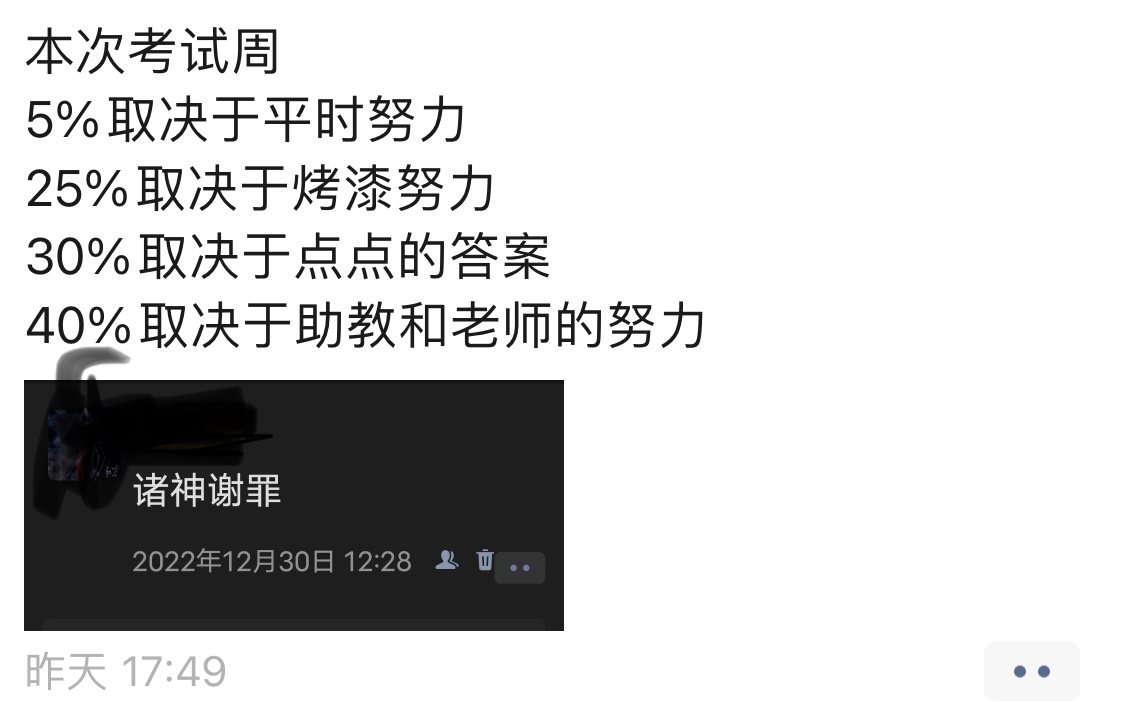 本次考试周
5%取决于平时努力
25%取决于烤漆努力
30%取决于点点的答案
40%取决于助教和老师的努力
诸神谢罪
2022年12月30日 12:28
昨天 17:49